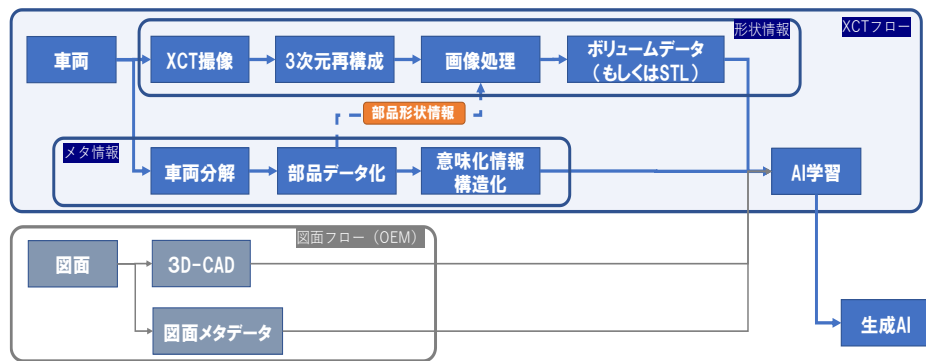 XCTフロー
形状情報
車両
XCT撮像
3次元再構成
画像処理
ボリュームデータ
(もしくはSTL)
部品形状情報
メタ情報
車両分解
部品データ化
意味化情報
構造化
AI学習
図面フロー(OEM)
図面
3D-CAD
図面メタデータ
生成AI